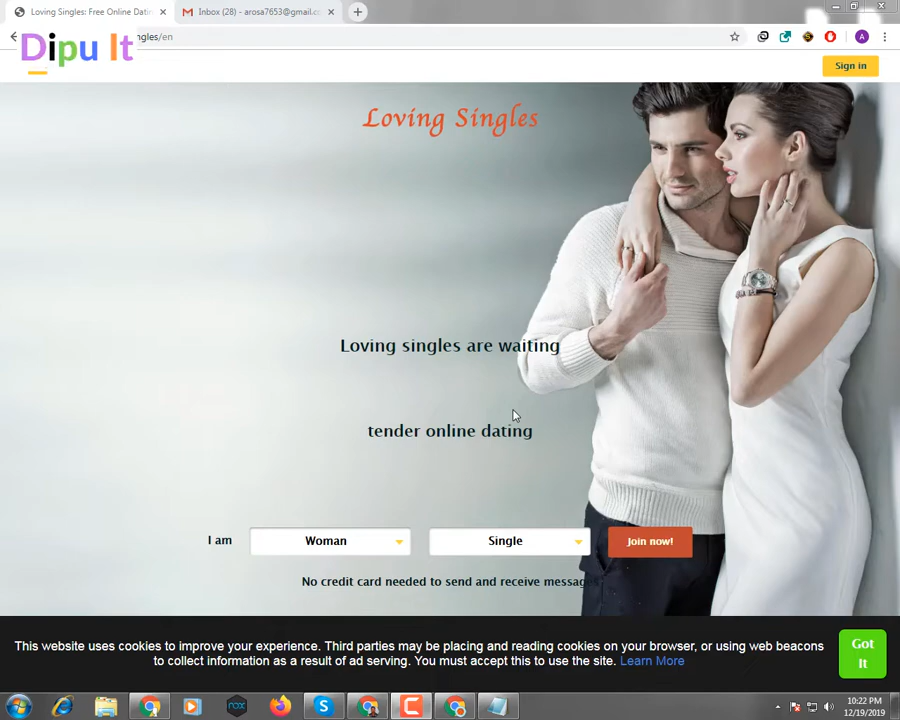 Loving Singles: Free Online Datin
Inbox (28) - arosa7653@gmail.c
Dipu It
ngles/en
A
Sign in
Loving Singles
Loving singles are waiting
tender online dating
I am
Woman
Single
Join now!
No credit card needed to send and receive messag
This website uses cookies to improve your experience. Third parties may be placing and reading cookies on your browser, or using web beacons
to collect information as a result of ad serving. You must accept this to use the site. Learn More
Got
It
10:22 PM
12/19/2019